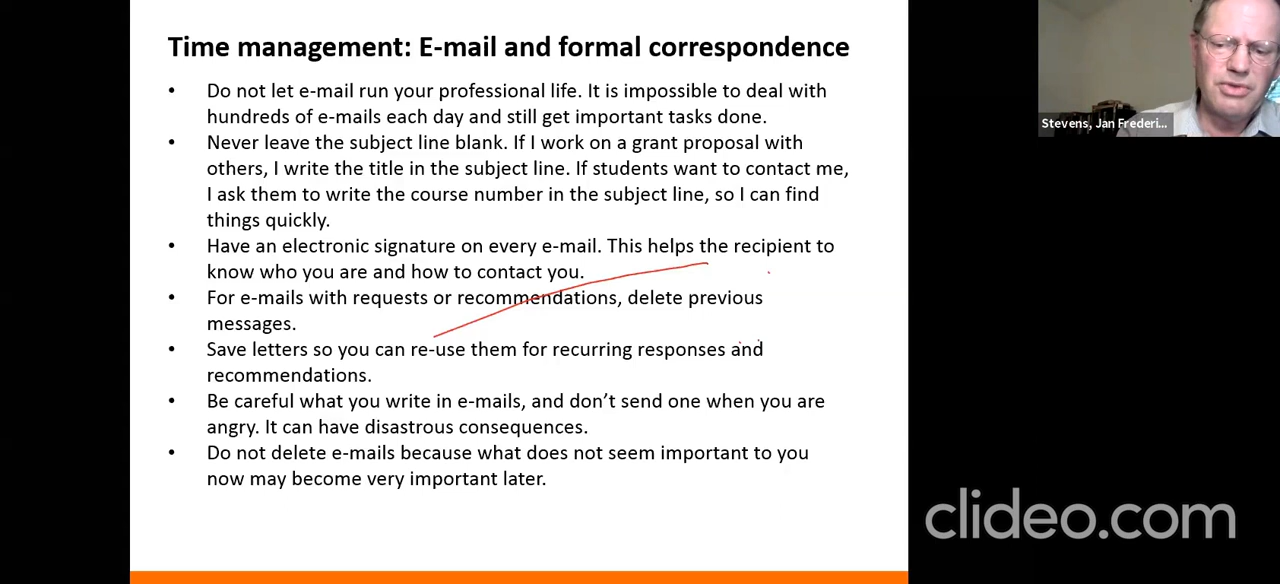 Time management: E-mail and formal correspondence
• Do not let e-mail run your professional life. It is impossible to deal with
hundreds of e-mails each day and still get important tasks done.
• Never leave the subject line blank. If I work on a grant proposal with
others, I write the title in the subject line. If students want to contact me,
I ask them to write the course number in the subject line, so I can find
things quickly.
• Have an electronic signature on every e-mail. This helps the recipient to
know who you are and how to contact you.
• For e-mails with requests or recommendations, delete previous
messages.
• Save letters so you can re-use them for recurring responses and
recommendations.
• Be careful what you write in e-mails, and don’t send one when you are
angry. It can have disastrous consequences.
• Do not delete e-mails because what does not seem important to you
now may become very important later.
Stevens, Jan Frederi...
clideo.com